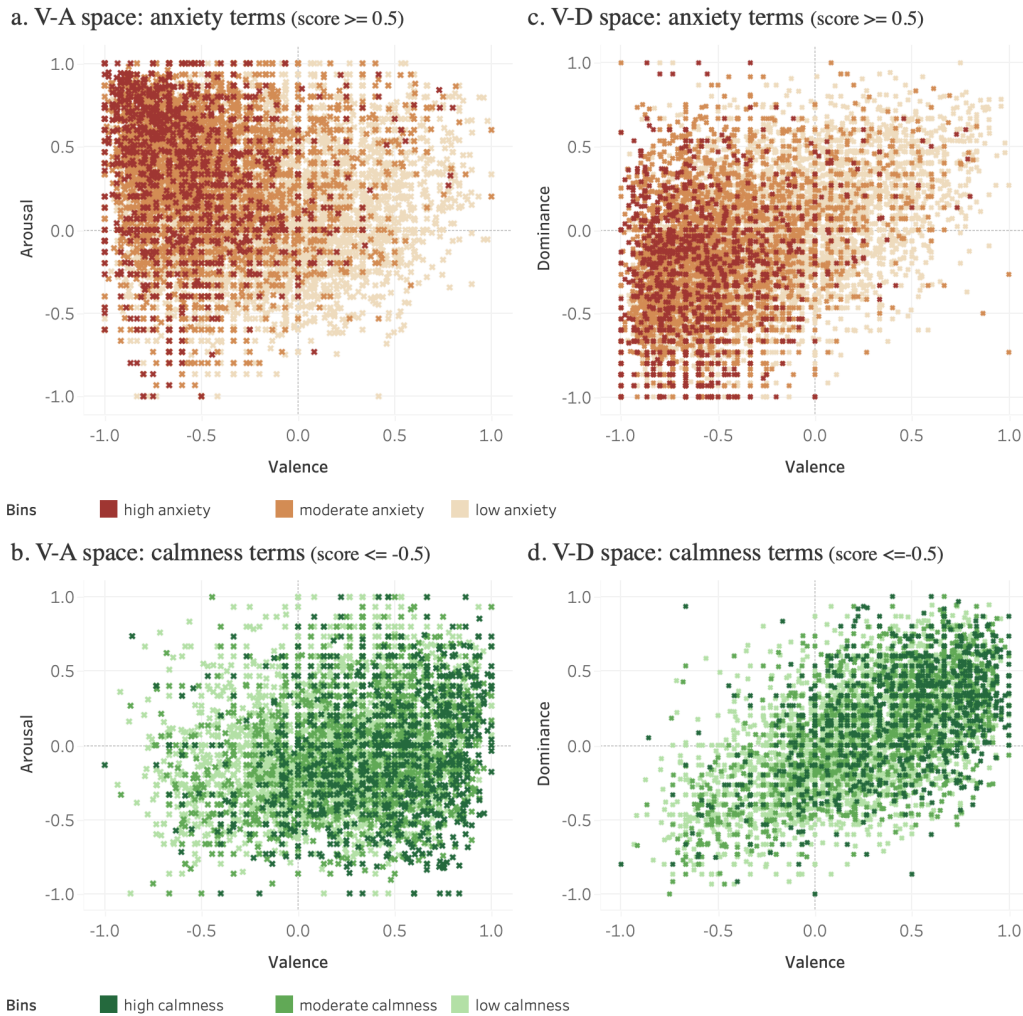 a. V-A space: anxiety terms (score >= 0.5)
1.0
0.5
0.0
-0.5
-1.0
Arousal
-1.0 -0.5 0.0 0.5 1.0
Valence
Bins high anxiety moderate anxiety low anxiety
c. V-D space: anxiety terms (score >= 0.5)
1.0
0.5
0.0
-0.5
-1.0
Dominance
-1.0 -0.5 0.0 0.5 1.0
Valence
b. V-A space: calmness terms (score <= -0.5)
1.0
0.5
0.0
-0.5
-1.0
Arousal
-1.0 -0.5 0.0 0.5 1.0
Valence
Bins high calmness moderate calmness low calmness
d. V-D space: calmness terms (score <=-0.5)
1.0
0.5
0.0
-0.5
-1.0
Dominance
-1.0 -0.5 0.0 0.5 1.0
Valence